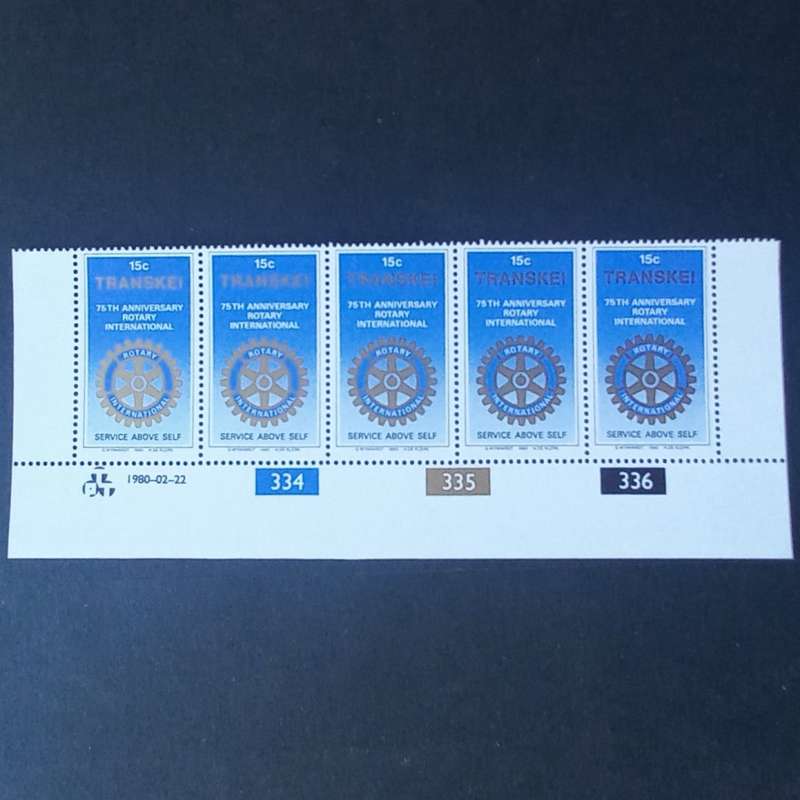 15c
TRANSKEI
75TH ANNIVERSARY
ROTARY
INTERNATIONAL
ROTARY
INTERNATIONAL
SERVICE ABOVE SELF
15c
TRANSKEI
75TH ANNIVERSARY
ROTARY
INTERNATIONAL
ROTARY
INTERNATIONAL
SERVICE ABOVE SELF
15c
TRANSKEI
75TH ANNIVERSARY
ROTARY
INTERNATIONAL
ROTARY
INTERNATIONAL
SERVICE ABOVE SELF
15c
TRANSKEI
75TH ANNIVERSARY
ROTARY
INTERNATIONAL
ROTARY
INTERNATIONAL
SERVICE ABOVE SELF
15c
TRANSKEI
75TH ANNIVERSARY
ROTARY
INTERNATIONAL
ROTARY
INTERNATIONAL
SERVICE ABOVE SELF
1980-02-22
334
335
336